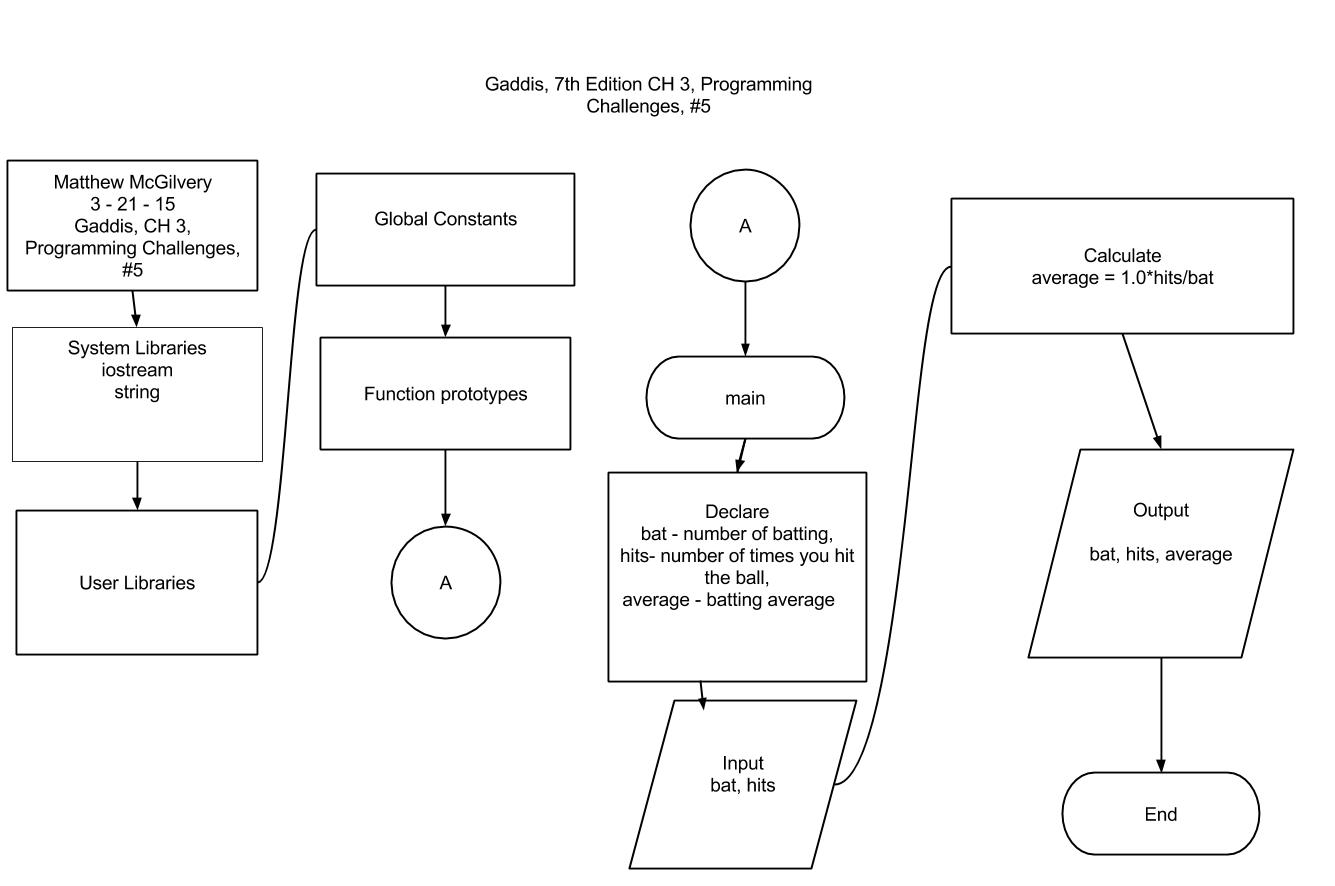 Gaddis, 7th Edition CH 3, Programming
Challenges, #5
Matthew McGilvery
3 - 21 - 15
Gaddis, CH 3,
Programming Challenges,
#5
System Libraries
iostream
string
User Libraries
Global Constants
Function prototypes
A
A
main
Declare
bat - number of batting,
hits- number of times you hit
the ball,
average - batting average
Input
bat, hits
Calculate
average = 1.0*hits/bat
Output
bat, hits, average
End